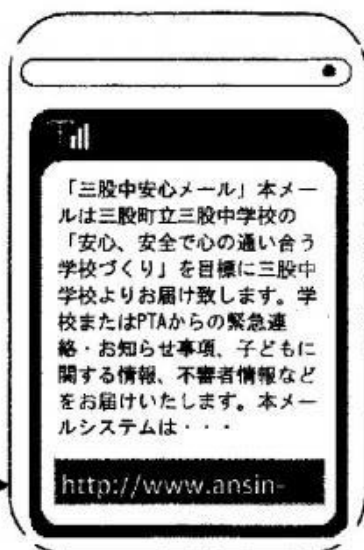 「三股中安心メール」本メー
ルは三股町立三股中学校の
「安心、安全で心の通い合う
学校づくり」を目標に三股中
学校よりお届け致します。学
校またはPTAからの緊急連
絡・お知らせ事項、子どもに
関する情報、不審者情報など
をお届けいたします。本メー
ルシステムは・・・
http://www.ansin-